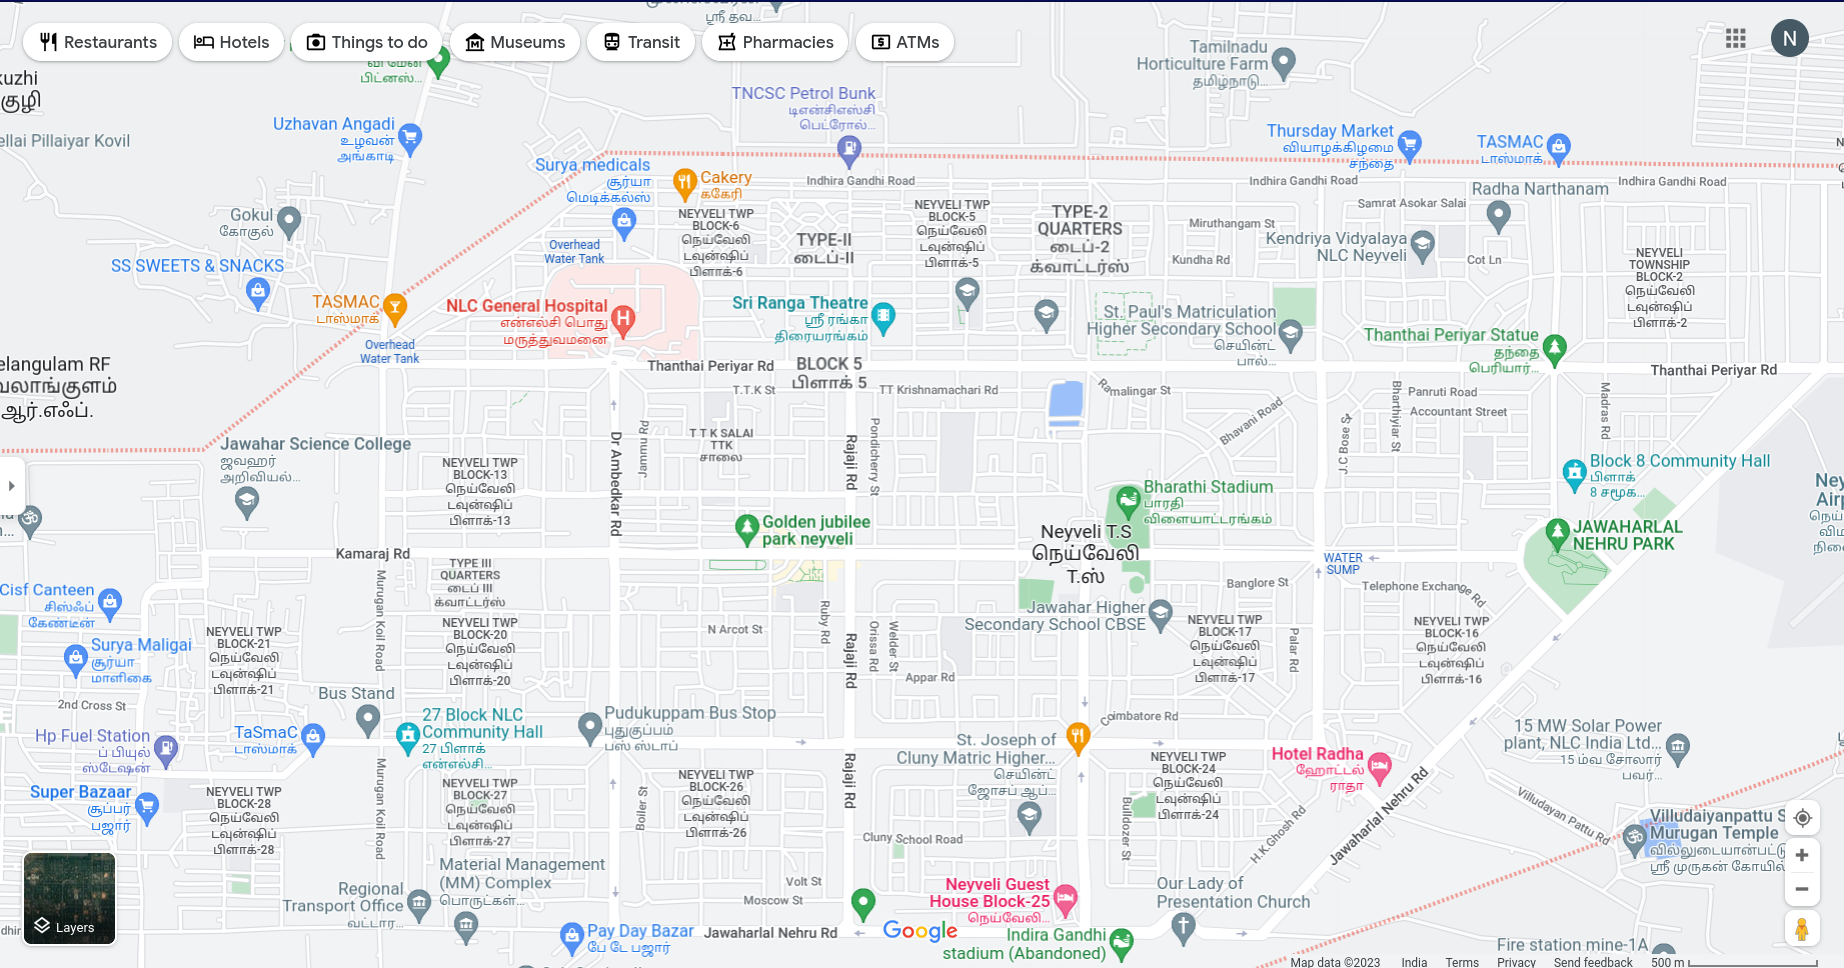 Restaurants
Hotels
Things to do
Museums
Transit
Pharmacies
ATMs
N
ஸ்ரீ தவ...
Tamilnadu
Horticulture Farm
தமிழ்நாடு...
பிட்னஸ்...
kuzhi
குழி
ellai Pillaiyar Kovil
Uzhavan Angadi
உழவன்
அங்காடி
TNCSC Petrol Bunk
டிஎன்சிஎஸ்சி
பெட்ரோல்...
Thursday Market
வியாழக்கிழமை
சந்தை
TASMAC
டாஸ்மாக்
Surya medicals
சூர்யா
மெடிக்கல்ஸ்
Cakery
ககேரி
Indhira Gandhi Road
Indhira Gandhi Road
Indhira Gandhi Road
Radha Narthanam
Samrat Asokar Salai
Gokul
கோகுல்
NEYVELI TWP
BLOCK-6
நெய்வேலி
டவுன்ஷிப்
பிளாக்-6
TYPE-II
டைப்-II
NEYVELI TWP
BLOCK-5
நெய்வேலி
டவுன்ஷிப்
பிளாக்-5
TYPE-2
QUARTERS
டைப்-2
க்வாட்டர்ஸ்
Miruthangam St
Kundha Rd
Kendriya Vidyalaya
NLC Neyveli
Cot Ln
NEYVELI
TOWNSHIP
BLOCK-2
நெய்வேலி
டவுன்ஷிப்
பிளாக்-2
Overhead
Water Tank
SS SWEETS & SNACKS
TASMAC
டாஸ்மாக்
NLC General Hospital
என்எல்சி பொது
மருத்துவமனை
Sri Ranga Theatre
ஸ்ரீ ரங்கா
திரையரங்கம்
St. Paul's Matriculation
Higher Secondary School
செயின்ட்
பால்...
Thanthai Periyar Statue
தந்தை
பெரியார்...
Overhead
Water Tank
elangulam RF
வலாங்குளம்
ஆர்.எஃப்.
Thanthai Periyar Rd
BLOCK 5
பிளாக் 5
Thanthai Periyar Rd
T.T.K St
TT Krishnamachari Rd
Ramalingar St
Panruti Road
Accountant Street
Bharthiyar St
Madras Rd
Bhavani Road
J.C Bose St
Jawahar Science College
ஜவஹர்
அறிவியல்...
Dr Ambedkar Rd
Jammu Rd
T T K SALAI
TTK
சாலை
Rajaji Rd
Pondicherry St
NEYVELI TWP
BLOCK-13
நெய்வேலி
டவுன்ஷிப்
பிளாக்-13
Block 8 Community Hall
பிளாக்
8 சமூக...
Bharathi Stadium
பாரதி
விளையாட்டரங்கம்
Golden jubilee
park neyveli
Neyveli T.S
நெய்வேலி
T.ஸ்
JAWAHARLAL
NEHRU PARK
Kamaraj Rd
WATER
SUMP
TYPE III
QUARTERS
டைப் III
க்வாட்டர்ஸ்
Murugan Koil Road
Cisf Canteen
சிஸ்ஃப்
கேண்டீன்
Banglore St
Telephone Exchange Rd
Ruby Rd
Jawahar Higher
Secondary School CBSE
NEYVELI TWP
BLOCK-21
நெய்வேலி
டவுன்ஷிப்
பிளாக்-21
NEYVELI TWP
BLOCK-20
நெய்வேலி
டவுன்ஷிப்
பிளாக்-20
N Arcot St
Rajaji Rd
Orissa Rd
Welder St
NEYVELI TWP
BLOCK-17
நெய்வேலி
டவுன்ஷிப்
பிளாக்-17
Palar Rd
NEYVELI TWP
BLOCK-16
நெய்வேலி
டவுன்ஷிப்
பிளாக்-16
Surya Maligai
சூர்யா
மாளிகை
Appar Rd
Bus Stand
2nd Cross St
27 Block NLC
Community Hall
27 பிளாக்
என்எல்சி...
Pudukuppam Bus Stop
புதுகுப்பம்
பஸ் ஸ்டாப்
Coimbatore Rd
Hp Fuel Station
ப் பியுல்
ஸ்டேஷன்
TaSmaC
டாஸ்மாக்
St. Joseph of
Cluny Matric Higher...
செயின்ட்
ஜோசப் ஆப்...
NEYVELI TWP
BLOCK-24
நெய்வேலி
டவுன்ஷிப்
பிளாக்-24
Hotel Radha
ஹோட்டல்
ராதா
15 MW Solar Power
plant, NLC India Ltd...
15 ம்வ சோலார்
பவர்...
Super Bazaar
சூப்பர்
பஜார்
NEYVELI TWP
BLOCK-28
நெய்வேலி
டவுன்ஷிப்
பிளாக்-28
Murugan Koil Road
NEYVELI TWP
BLOCK-27
நெய்வேலி
டவுன்ஷிப்
பிளாக்-27
Boiler St
NEYVELI TWP
BLOCK-26
நெய்வேலி
டவுன்ஷிப்
பிளாக்-26
Rajaji Rd
Cluny School Road
Bulldozer St
H.K.Ghosh Rd
Jawaharlal Nehru Rd
Villudayan Pattu Rd
Villudaiyanpattu S
Murugan Temple
வில்லுடையான்பட்டு
ஸ்ரீ முருகன் கோயில்
Layers
Regional
Transport Office
வட்டார...
Material Management
(MM) Complex
பொருட்கள்...
Volt St
Moscow St
Neyveli Guest
House Block-25
நெய்வேலி...
Our Lady of
Presentation Church
Pay Day Bazar
பே டே பஜார்
Jawaharlal Nehru Rd
Google
Indira Gandhi
stadium (Abandoned)
Fire station mine-1A
Map data ©2023
India
Terms
Privacy
Send feedback
500 m